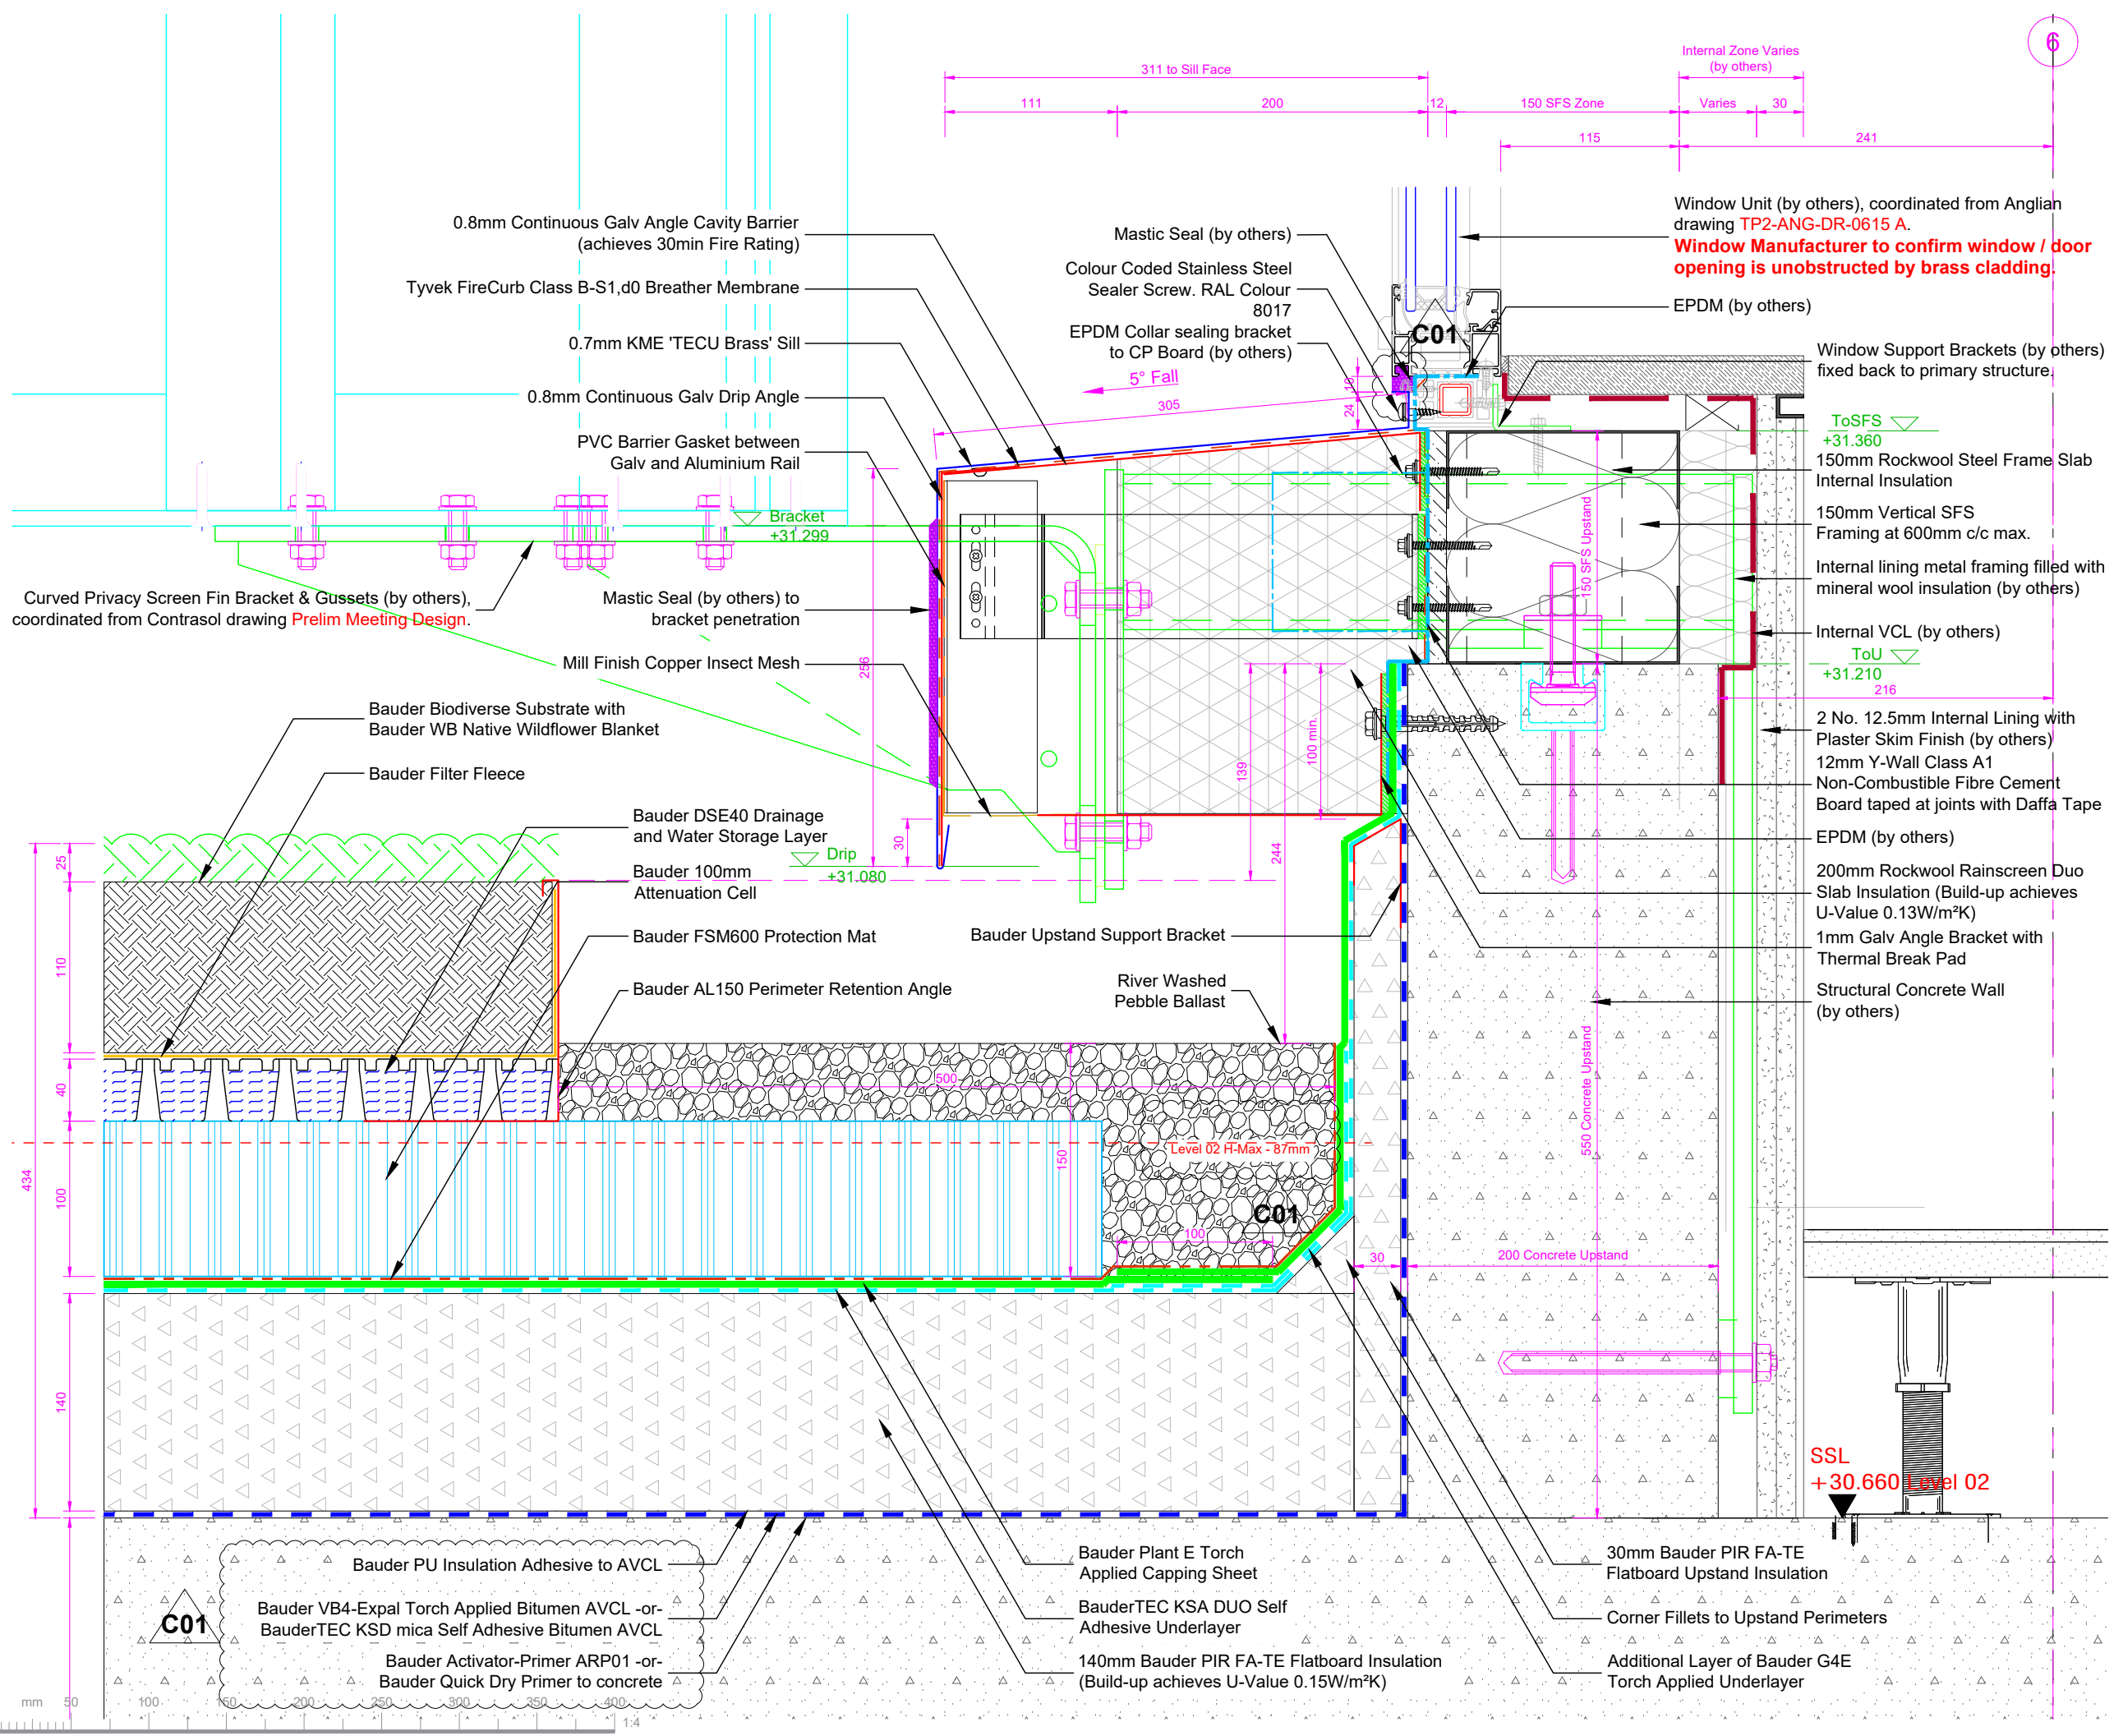 6
Internal Zone Varies
(by others)
311 to Sill Face
111
200
12
150 SFS Zone
Varies
30
115
241
Window Unit (by others), coordinated from Anglian
drawing TP2-ANG-DR-0615 A.
Window Manufacturer to confirm window / door
opening is unobstructed by brass cladding.
EPDM (by others)
Window Support Brackets (by others)
fixed back to primary structure.
ToSFS
+31.360
150mm Rockwool Steel Frame Slab
Internal Insulation
150mm Vertical SFS
Framing at 600mm c/c max.
Internal lining metal framing filled with
mineral wool insulation (by others)
Internal VCL (by others)
ToU
+31.210
216
2 No. 12.5mm Internal Lining with
Plaster Skim Finish (by others)
12mm Y-Wall Class A1
Non-Combustible Fibre Cement
Board taped at joints with Daffa Tape
EPDM (by others)
200mm Rockwool Rainscreen Duo
Slab Insulation (Build-up achieves
U-Value 0.13W/m²K)
1mm Galv Angle Bracket with
Thermal Break Pad
Structural Concrete Wall
(by others)
0.8mm Continuous Galv Angle Cavity Barrier
(achieves 30min Fire Rating)
Tyvek FireCurb Class B-S1,d0 Breather Membrane
0.7mm KME 'TECU Brass' Sill
0.8mm Continuous Galv Drip Angle
PVC Barrier Gasket between
Galv and Aluminium Rail
Mastic Seal (by others)
Colour Coded Stainless Steel
Sealer Screw. RAL Colour
8017
EPDM Collar sealing bracket
to CP Board (by others)
C01
5° Fall
305
16
24
Bracket
+31.299
150 SFS Upstand
Curved Privacy Screen Fin Bracket & Gussets (by others),
coordinated from Contrasol drawing Prelim Meeting Design.
Mastic Seal (by others) to
bracket penetration
Mill Finish Copper Insect Mesh
256
139
100 min.
244
30
Drip
+31.080
Bauder Biodiverse Substrate with
Bauder WB Native Wildflower Blanket
Bauder Filter Fleece
Bauder DSE40 Drainage
and Water Storage Layer
Bauder 100mm
Attenuation Cell
Bauder FSM600 Protection Mat
Bauder AL150 Perimeter Retention Angle
Bauder Upstand Support Bracket
River Washed
Pebble Ballast
25
110
40
100
434
140
500
150
Level 02 H-Max - 87mm
C01
100
30
200 Concrete Upstand
550 Concrete Upstand
SSL
+30.660 Level 02
Bauder PU Insulation Adhesive to AVCL
Bauder VB4-Expal Torch Applied Bitumen AVCL -or-
BauderTEC KSD mica Self Adhesive Bitumen AVCL
Bauder Activator-Primer ARP01 -or-
Bauder Quick Dry Primer to concrete
C01
Bauder Plant E Torch
Applied Capping Sheet
BauderTEC KSA DUO Self
Adhesive Underlayer
140mm Bauder PIR FA-TE Flatboard Insulation
(Build-up achieves U-Value 0.15W/m²K)
30mm Bauder PIR FA-TE
Flatboard Upstand Insulation
Corner Fillets to Upstand Perimeters
Additional Layer of Bauder G4E
Torch Applied Underlayer
mm 50 100 150 200 250 300 350 400
1:4